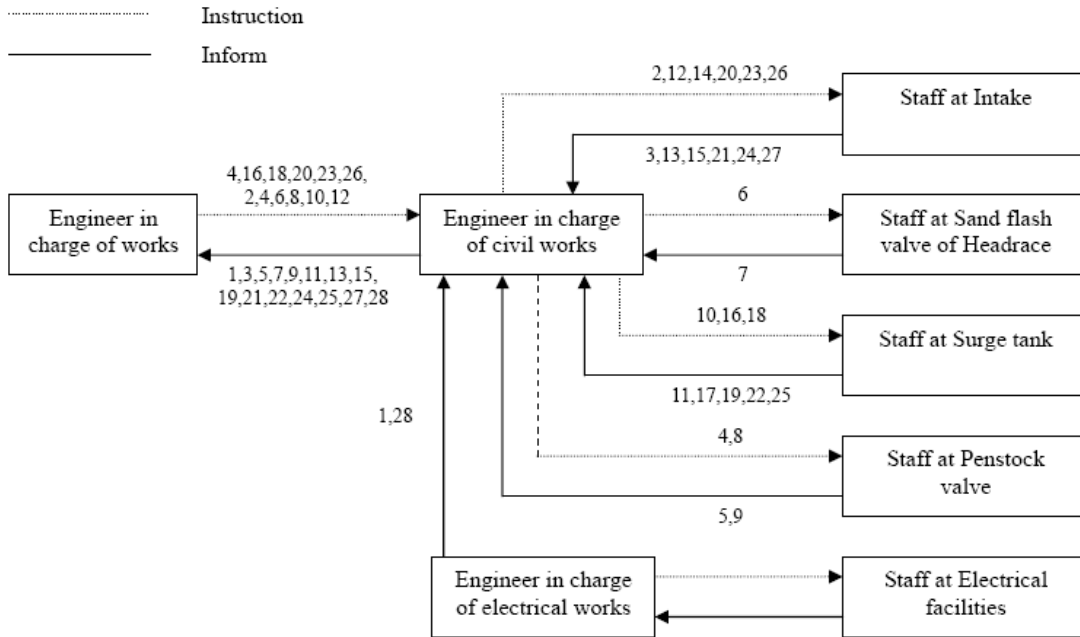 Instruction
Inform
2,12,14,20,23,26
Staff at Intake
3,13,15,21,24,27
4,16,18,20,23,26,
2,4,6,8,10,12
Engineer in
charge of works
Engineer in charge
of civil works
6
Staff at Sand flash
valve of Headrace
1,3,5,7,9,11,13,15,
19,21,22,24,25,27,28
7
10,16,18
Staff at Surge tank
11,17,19,22,25
1,28
4,8
Staff at Penstock
valve
5,9
Engineer in charge
of electrical works
Staff at Electrical
facilities